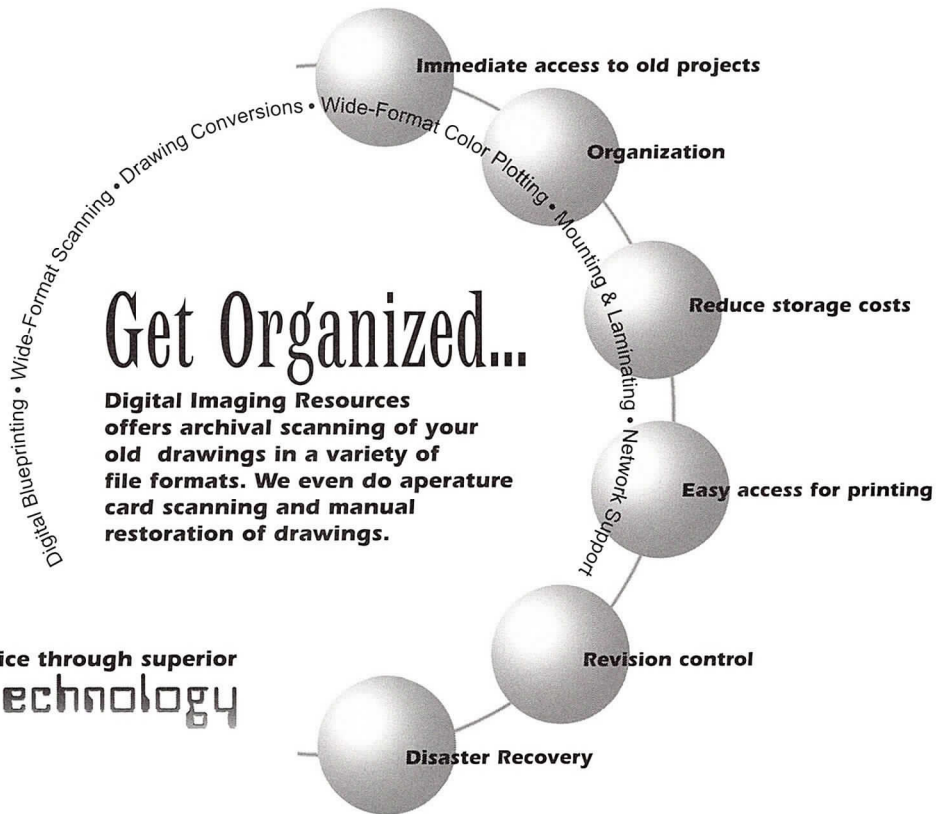 Immediate access to old projects
Organization
Reduce storage costs
Easy access for printing
Revision control
Disaster Recovery
Digital Blueprinting • Wide-Format Scanning • Drawing Conversions • Wide-Format Color Plotting • Mounting & Laminating • Network Support
Get Organized...
Digital Imaging Resources
offers archival scanning of your
old drawings in a variety of
file formats. We even do aperature
card scanning and manual
restoration of drawings.
through superior